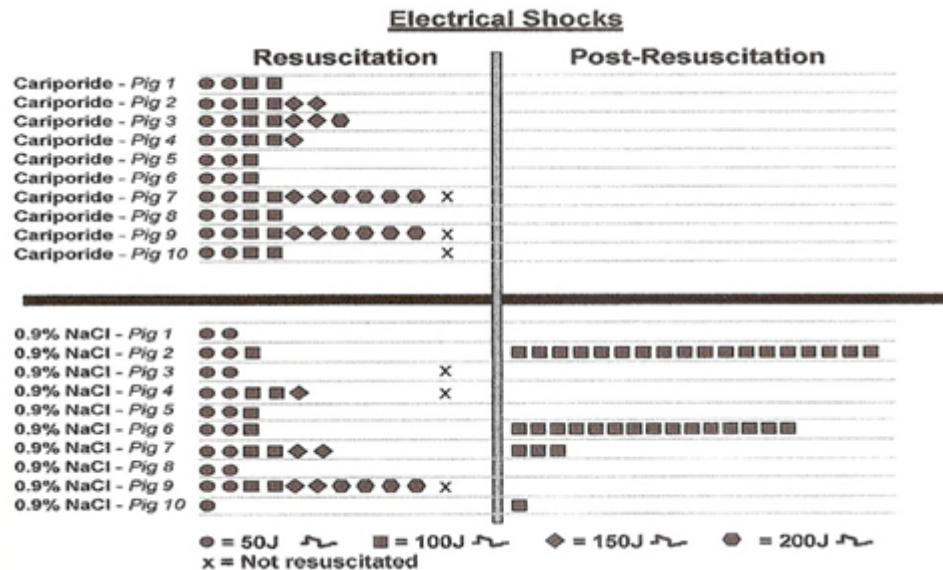 Electrical Shocks
Resuscitation Post-Resuscitation
Cariporide - Pig 1
Cariporide - Pig 2
Cariporide - Pig 3
Cariporide - Pig 4
Cariporide - Pig 5
Cariporide - Pig 6
Cariporide - Pig 7 x
Cariporide - Pig 8
Cariporide - Pig 9 x
Cariporide - Pig 10 x
0.9% NaCl - Pig 1
0.9% NaCl - Pig 2
0.9% NaCl - Pig 3 x
0.9% NaCl - Pig 4 x
0.9% NaCl - Pig 5
0.9% NaCl - Pig 6
0.9% NaCl - Pig 7
0.9% NaCl - Pig 8
0.9% NaCl - Pig 9 x
0.9% NaCl - Pig 10
= 50J = 100J = 150J = 200J
x = Not resuscitated